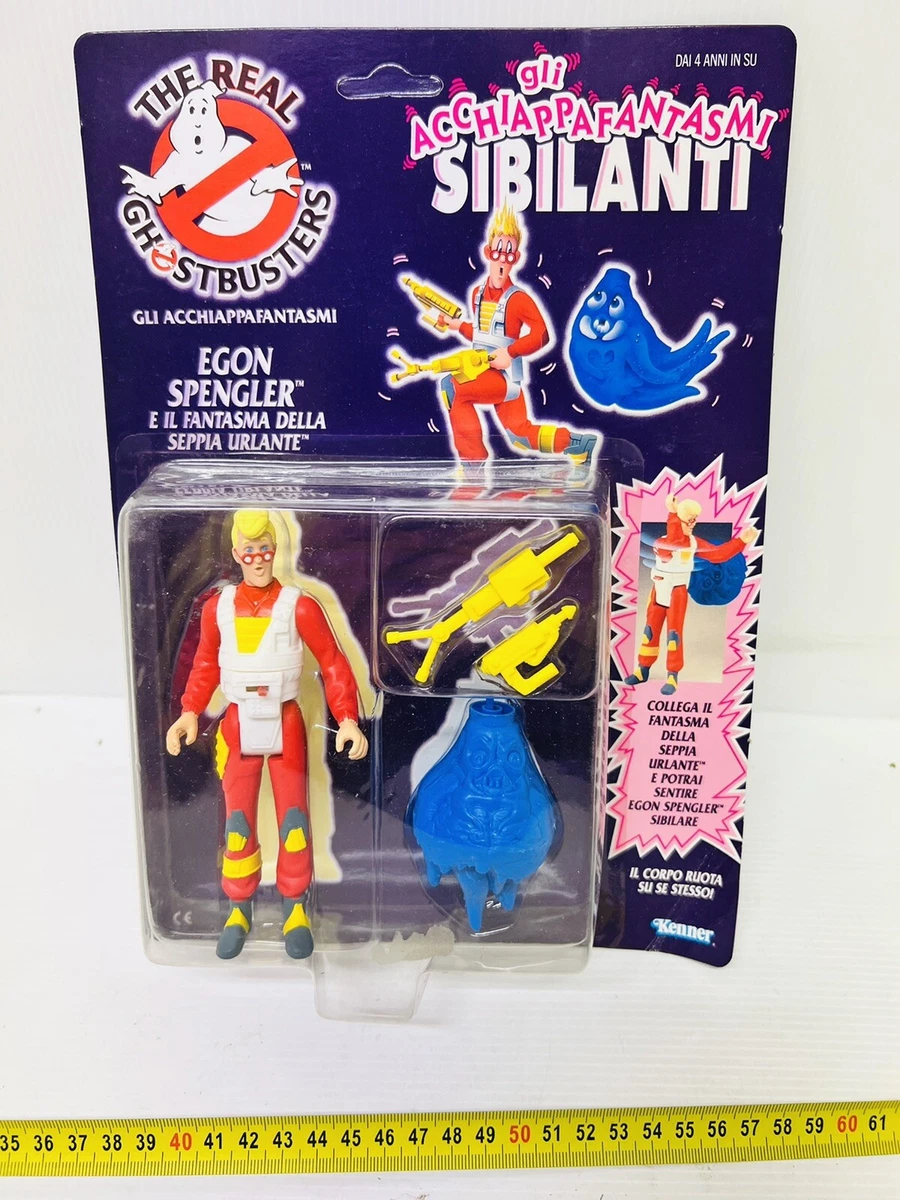 THE REAL
GHOSTBUSTERS
™
GLI ACCHIAPPAFANTASMI
EGON
SPENGLER™
E IL FANTASMA DELLA
SEPPIA URLANTE™
DAI 4 ANNI IN SU
gli
ACCHIAPPAFANTASMI
SIBILANTI
COLLEGA IL
FANTASMA
DELLA
SEPPIA
URLANTE™
E POTRAI
SENTIRE
EGON SPENGLER™
SIBILARE
IL CORPO RUOTA
SU SE STESSO!
Kenner
CE
35 36 37 38 39 40 41 42 43 44 45 46 47 48 49 50 51 52 53 54 55 56 57 58 59 60 61